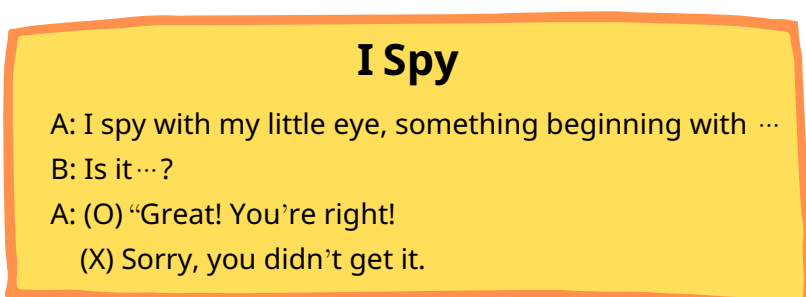 I Spy
A: I spy with my little eye, something beginning with …
B: Is it…?
A: (O) “Great! You’re right!
(X) Sorry, you didn’t get it.